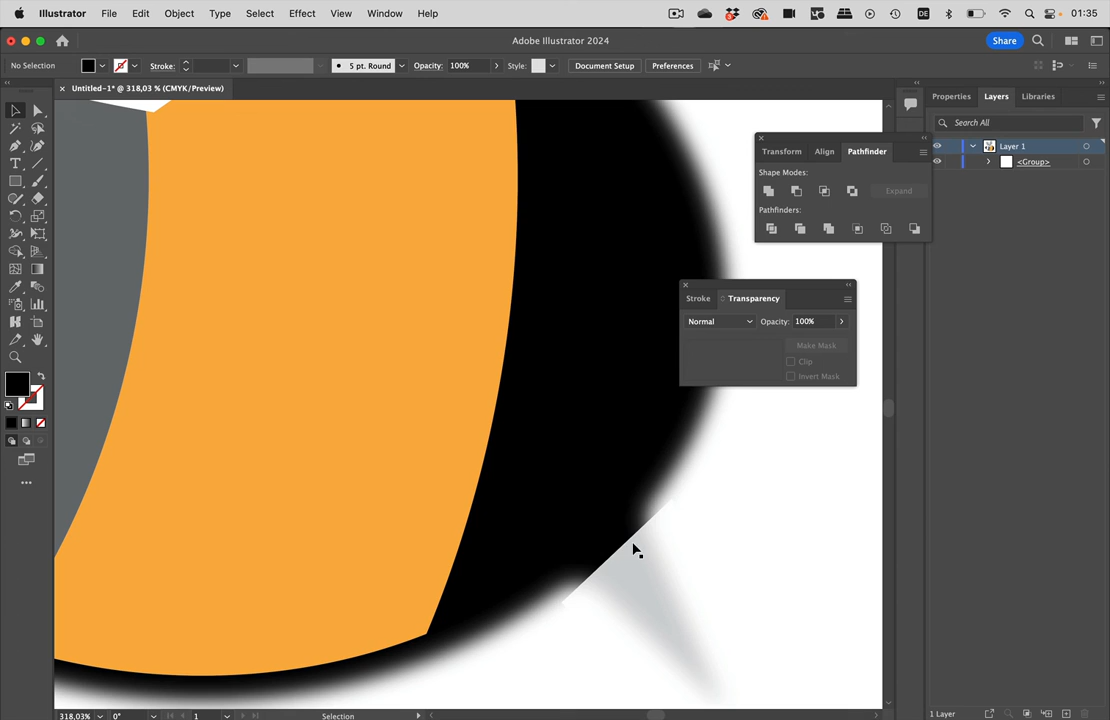 Illustrator File Edit Object Type Select Effect View Window Help
3
DE
01:35
Adobe Illustrator 2024
Share
No Selection
Stroke:
5 pt. Round
Opacity: 100%
Style:
Document Setup
Preferences
× Untitled-1* @ 318,03 % (CMYK/Preview)
Properties Layers Libraries
Search All
Layer 1
<Group>
Transform Align Pathfinder
Shape Modes:
Expand
Pathfinders:
Stroke Transparency
Normal Opacity: 100%
Make Mask
Clip
Invert Mask
318,03% 0° 1 Selection
1 Layer